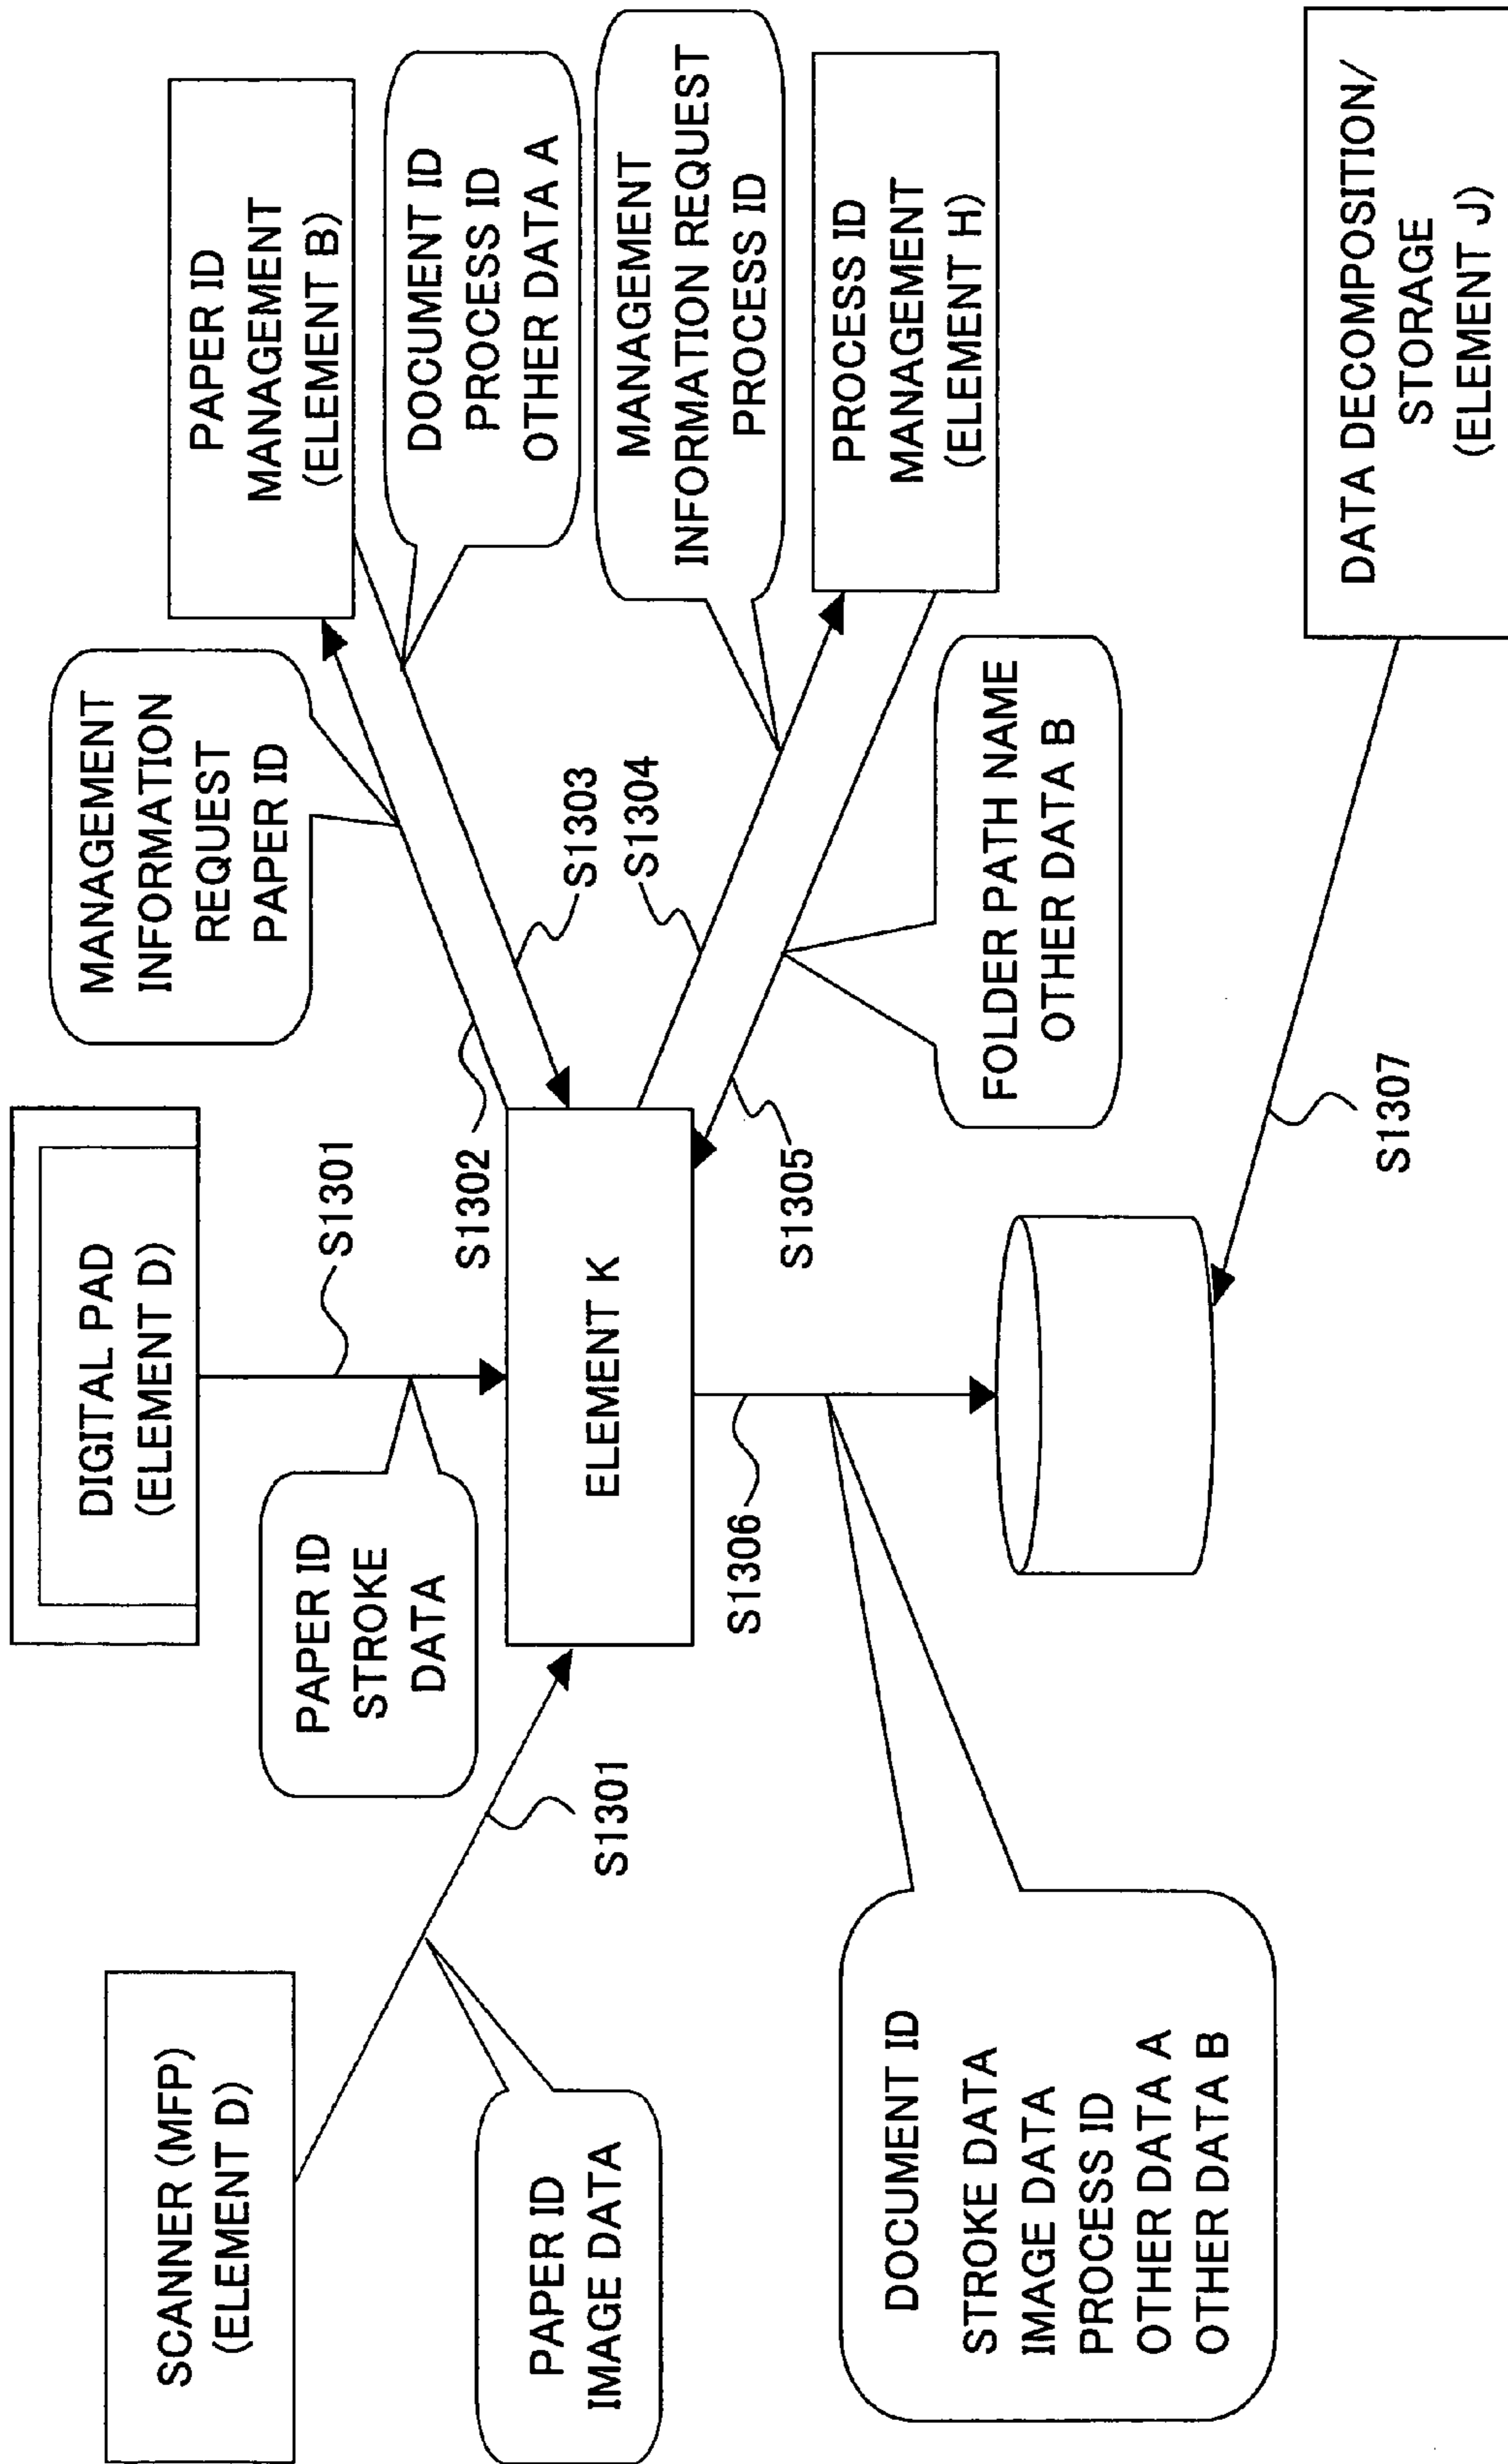 SCANNER (MFP)
(ELEMENT D)
PAPER ID
IMAGE DATA
S1301
DIGITAL PAD
(ELEMENT D)
S1301
PAPER ID
STROKE
DATA
ELEMENT K
S1302
MANAGEMENT
INFORMATION
REQUEST
PAPER ID
PAPER ID
MANAGEMENT
(ELEMENT B)
DOCUMENT ID
PROCESS ID
OTHER DATA A
S1303
S1304
MANAGEMENT
INFORMATION REQUEST
PROCESS ID
PROCESS ID
MANAGEMENT
(ELEMENT H)
S1305
FOLDER PATH NAME
OTHER DATA B
S1306
DOCUMENT ID
STROKE DATA
IMAGE DATA
PROCESS ID
OTHER DATA A
OTHER DATA B
S1307
DATA DECOMPOSITION/
STORAGE
(ELEMENT J)